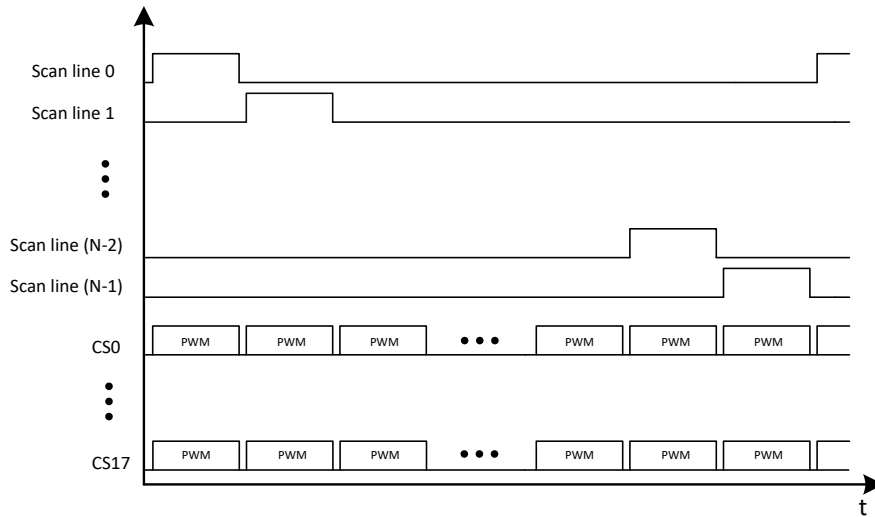 Scan line 0
Scan line 1
Scan line (N-2)
Scan line (N-1)
CS0 PWM PWM PWM PWM PWM PWM
CS17 PWM PWM PWM PWM PWM PWM
t